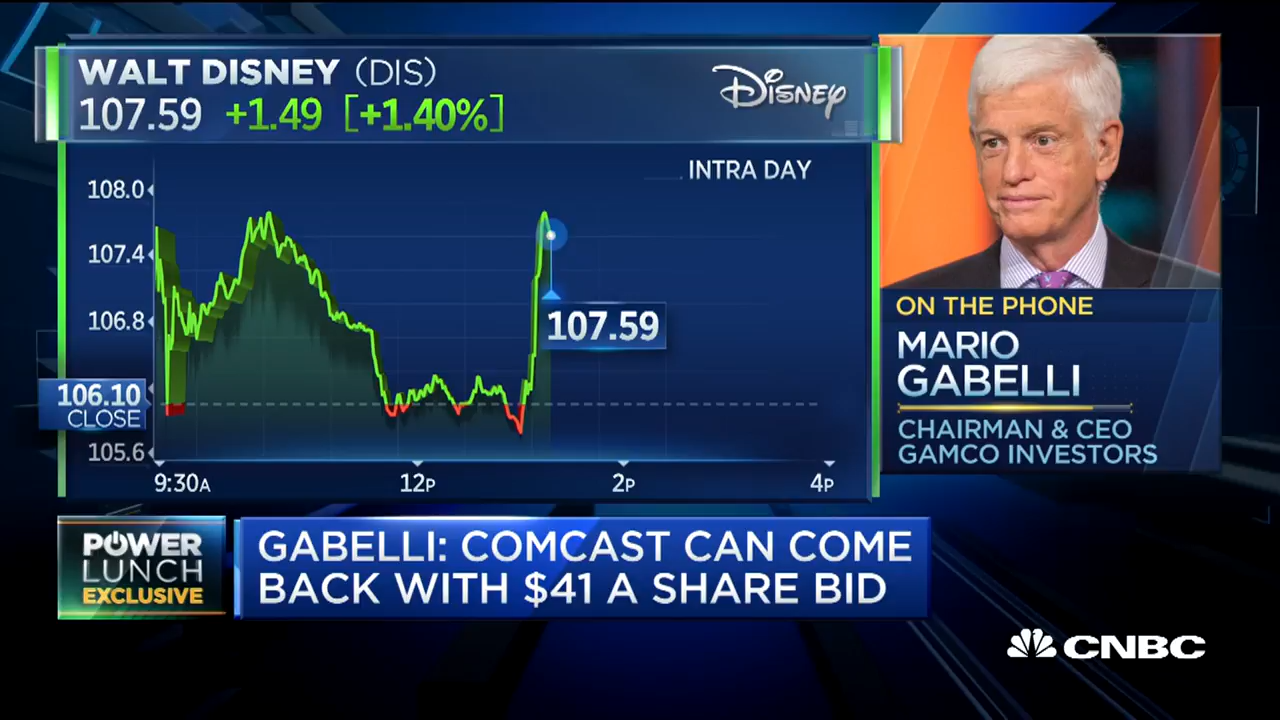 WALT DISNEY (DIS)
107.59 +1.49 [+1.40%]
Disney
INTRA DAY
108.0
107.4
106.8
106.10
CLOSE
105.6
107.59
9:30A 12P 2P 4P
ON THE PHONE
MARIO
GABELLI
CHAIRMAN & CEO
GAMCO INVESTORS
POWER
LUNCH
EXCLUSIVE
GABELLI: COMCAST CAN COME
BACK WITH $41 A SHARE BID
CNBC